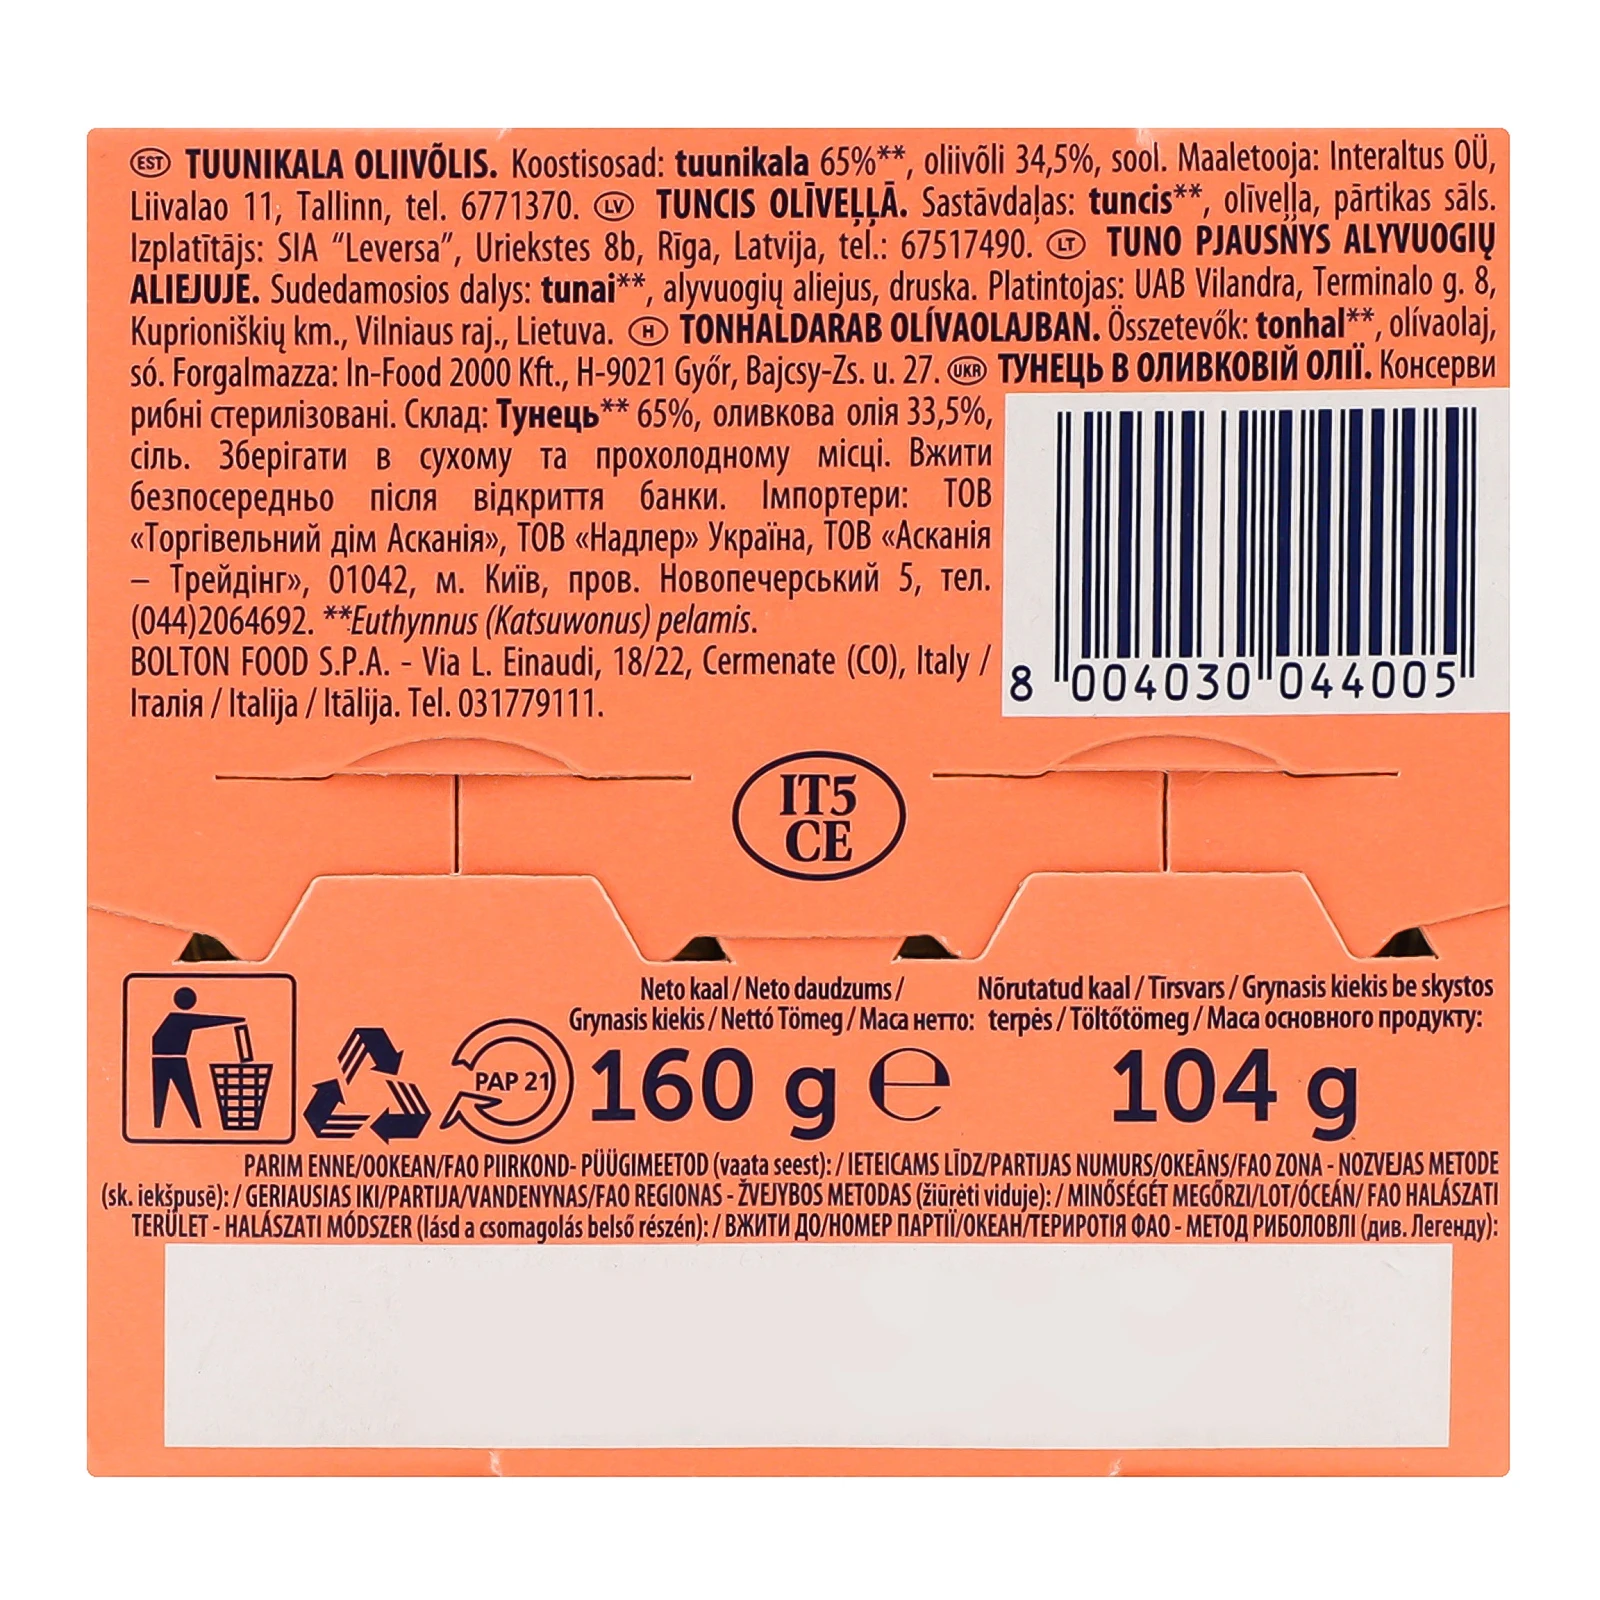 EST TUUNIKALA OLIIVÕLIS. Koostisosad: tuunikala 65%**, oliivõli 34,5%, sool. Maaletooja: Interaltus OÜ,
Liivalao 11, Tallinn, tel. 6771370. LV TUNCIS OLĪVEĻĻĀ. Sastāvdaļas: tuncis**, olīveļļa, pārtikas sāls.
Izplatītājs: SIA “Leversa”, Uriekstes 8b, Rīga, Latvija, tel.: 67517490. LT TUNO PJAUSNYS ALYVUOGIŲ
ALIEJUJE. Sudedamosios dalys: tunai**, alyvuogių aliejus, druska. Platintojas: UAB Vilandra, Terminalo g. 8,
Kuprioniškių km., Vilniaus raj., Lietuva. H TONHALDARAB OLÍVAOLAJBAN. Összetevők: tonhal**, olívaolaj,
só. Forgalmazza: In-Food 2000 Kft., H-9021 Győr, Bajcsy-Zs. u. 27. UKR ТУНЕЦЬ В ОЛИВКОВІЙ ОЛІЇ. Консерви
рибні стерилізовані. Склад: Тунець** 65%, оливкова олія 33,5%,
сіль. Зберігати в сухому та прохолодному місці. Вжити
безпосередньо після відкриття банки. Імпортери: ТОВ
«Торгівельний дім Асканія», ТОВ «Надлер» Україна, ТОВ «Асканія
– Трейдінг», 01042, м. Київ, пров. Новопечерський 5, тел.
(044)2064692. **Euthynnus (Katsuwonus) pelamis.
BOLTON FOOD S.P.A. - Via L. Einaudi, 18/22, Cermenate (CO), Italy /
Італія / Italija / Itālija. Tel. 031779111.
8 004030 044005
IT5
CE
Neto kaal / Neto daudzums /
Grynasis kiekis / Nettó Tömeg / Маса нетто:
160 g ℮
Nõrutatud kaal / Tīrsvars / Grynasis kiekis be skystos
terpės / Töltőtömeg / Маса основного продукту:
104 g
PAP 21
PARIM ENNE/OOKEAN/FAO PIIRKOND- PÜÜGIMEETOD (vaata seest): / IETEICAMS LĪDZ/PARTIJAS NUMURS/OKEĀNS/FAO ZONA - NOZVEJAS METODE
(sk. iekšpusē): / GERIAUSIAS IKI/PARTIJA/VANDENYNAS/FAO REGIONAS - ŽVEJYBOS METODAS (žiūrėti viduje): / MINŐSÉGÉT MEGŐRZI/LOT/ÓCEÁN/ FAO HALÁSZATI
TERÜLET - HALÁSZATI MÓDSZER (lásd a csomagolás belső részén): / ВЖИТИ ДО/НОМЕР ПАРТІЇ/ОКЕАН/ТЕРИРОТІЯ ФАО - МЕТОД РИБОЛОВЛІ (див. Легенду):